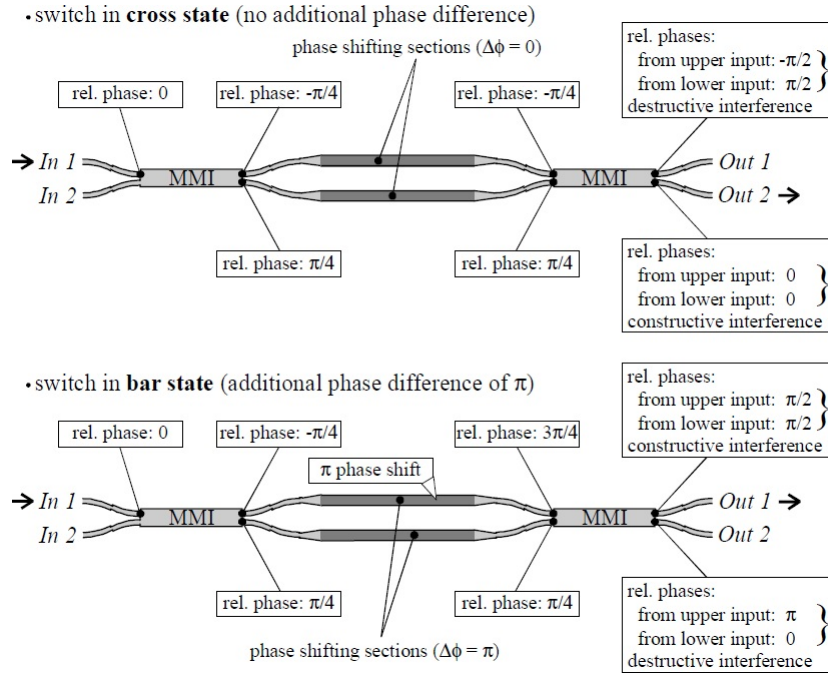 • switch in cross state (no additional phase difference)
phase shifting sections (Δϕ = 0)
rel. phase: 0
rel. phase: -π/4
rel. phase: -π/4
rel. phases:
from upper input: -π/2
from lower input: π/2
destructive interference
In 1
In 2
MMI
MMI
Out 1
Out 2
rel. phase: π/4
rel. phase: π/4
rel. phases:
from upper input: 0
from lower input: 0
constructive interference
• switch in bar state (additional phase difference of π)
rel. phase: 0
rel. phase: -π/4
rel. phase: 3π/4
rel. phases:
from upper input: π/2
from lower input: π/2
constructive interference
π phase shift
In 1
In 2
MMI
MMI
Out 1
Out 2
rel. phase: π/4
rel. phase: π/4
phase shifting sections (Δϕ = π)
rel. phases:
from upper input: π
from lower input: 0
destructive interference